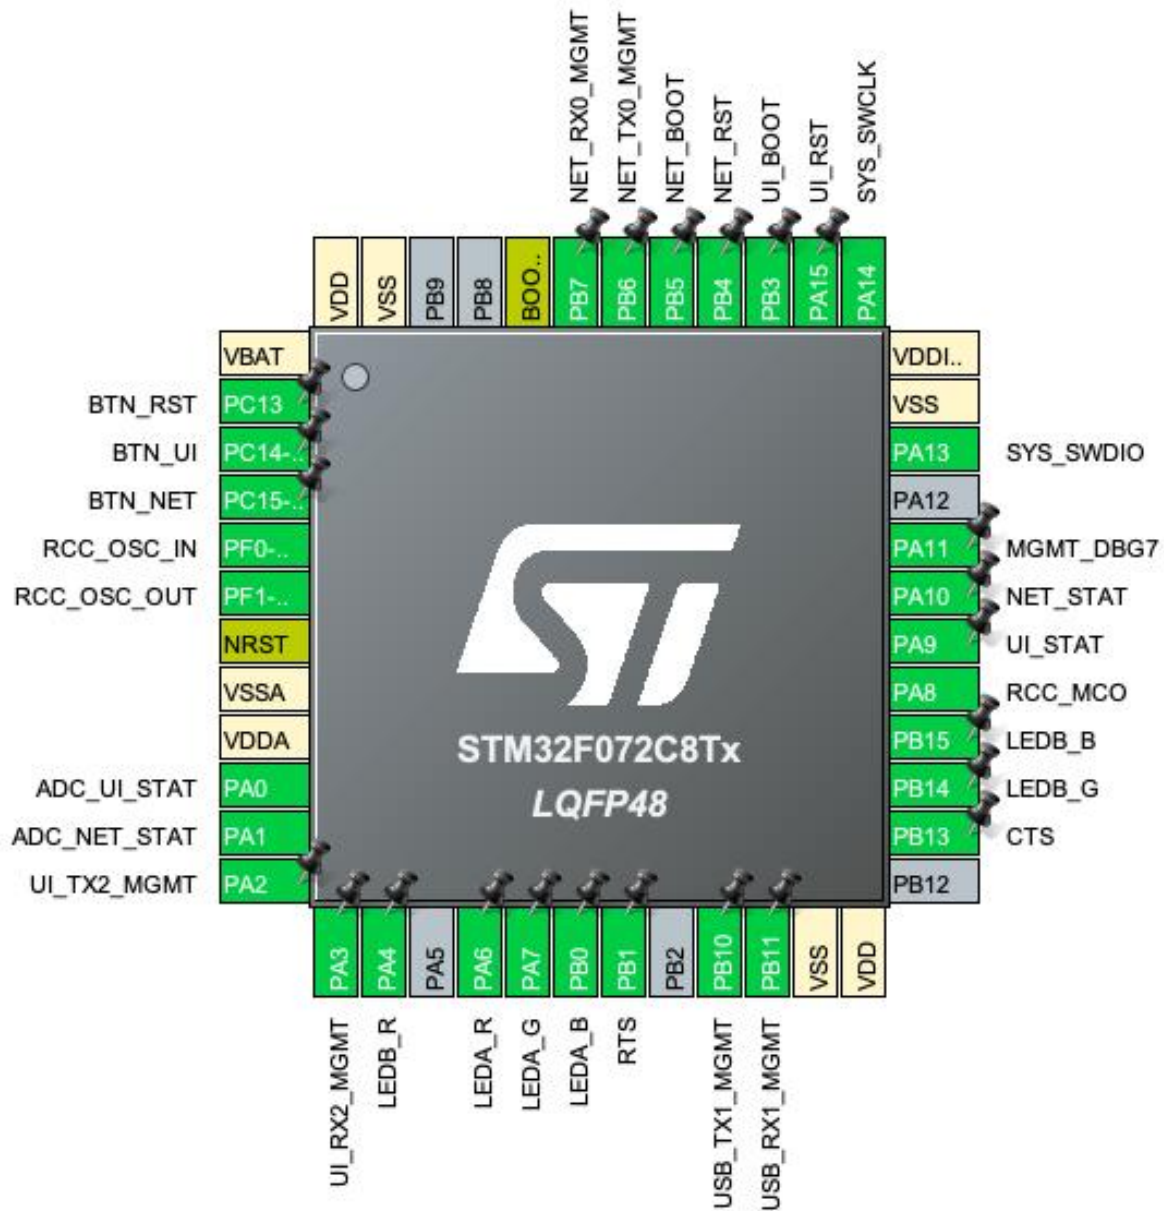 NET_RX0_MGMT
NET_TX0_MGMT
NET_BOOT
NET_RST
UI_BOOT
UI_RST
SYS_SWCLK
VDD
VSS
PB9
PB8
BOO..
PB7
PB6
PB5
PB4
PB3
PA15
PA14
VBAT
BTN_RST PC13
BTN_UI PC14-..
BTN_NET PC15-..
RCC_OSC_IN PF0-..
RCC_OSC_OUT PF1-..
NRST
VSSA
VDDA
ADC_UI_STAT PA0
ADC_NET_STAT PA1
UI_TX2_MGMT PA2
STM32F072C8Tx
LQFP48
VDDI..
VSS
PA13 SYS_SWDIO
PA12
PA11 MGMT_DBG7
PA10 NET_STAT
PA9 UI_STAT
PA8 RCC_MCO
PB15 LEDB_B
PB14 LEDB_G
PB13 CTS
PB12
PA3
PA4
PA5
PA6
PA7
PB0
PB1
PB2
PB10
PB11
VSS
VDD
UI_RX2_MGMT
LEDB_R
LEDA_R
LEDA_G
LEDA_B
RTS
USB_TX1_MGMT
USB_RX1_MGMT